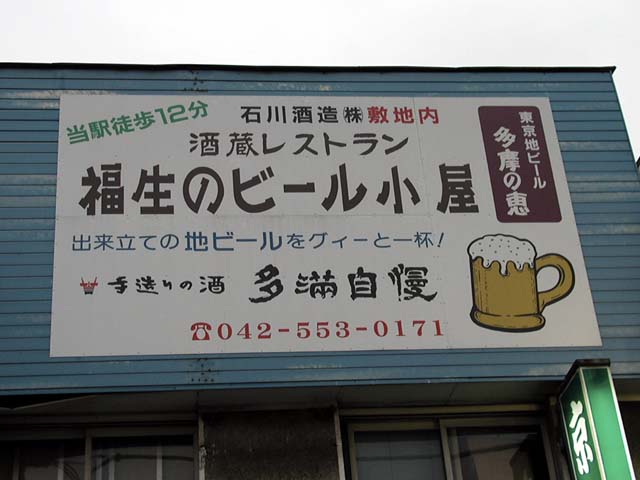 当駅徒歩12分
石川酒造㈱敷地内
酒蔵レストラン
福生のビール小屋
東京地ビール
多摩の恵
出来立ての地ビールをグィーと一杯!
手造りの酒 多満自慢
☎042-553-0171
京